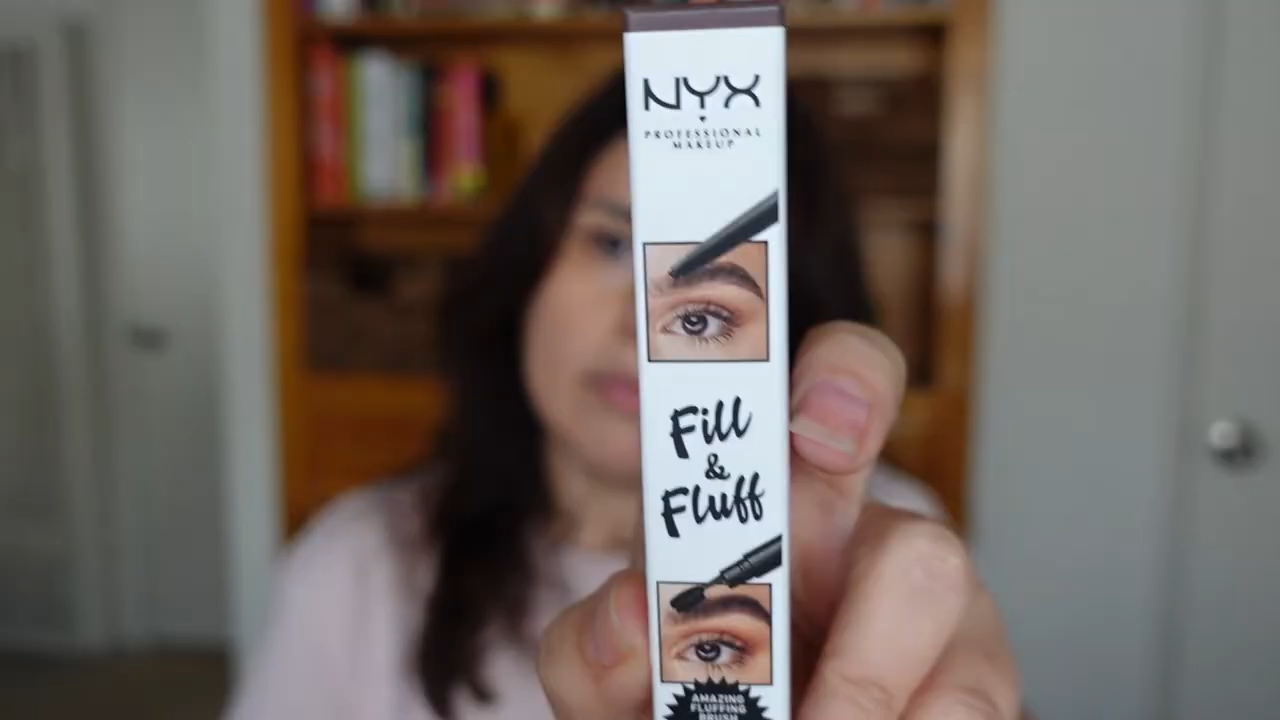 NYX
PROFESSIONAL
MAKEUP
Fill
&
Fluff
AMAZING
FLUFFING
BRUSH